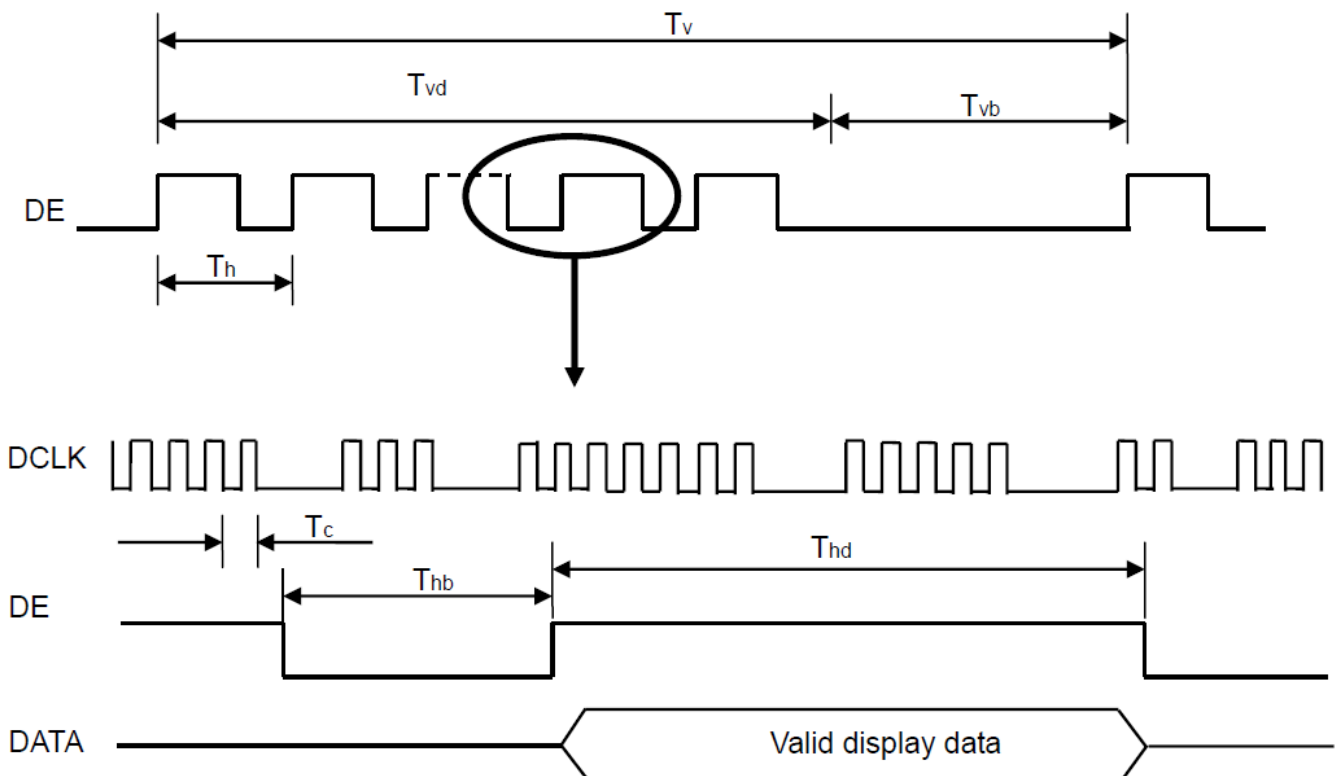 Tv
Tvd
Tvb
DE
Th
DCLK
Tc
Thd
Thb
DE
DATA
Valid display data